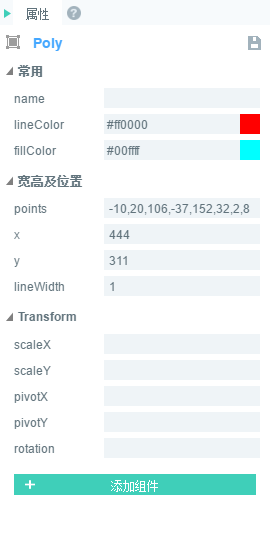 属性 ?
Poly
常用
name
lineColor #ff0000
fillColor #00ffff
宽高及位置
points -10,20,106,-37,152,32,2,8
x 444
y 311
lineWidth 1
Transform
scaleX
scaleY
pivotX
pivotY
rotation
+ 添加组件